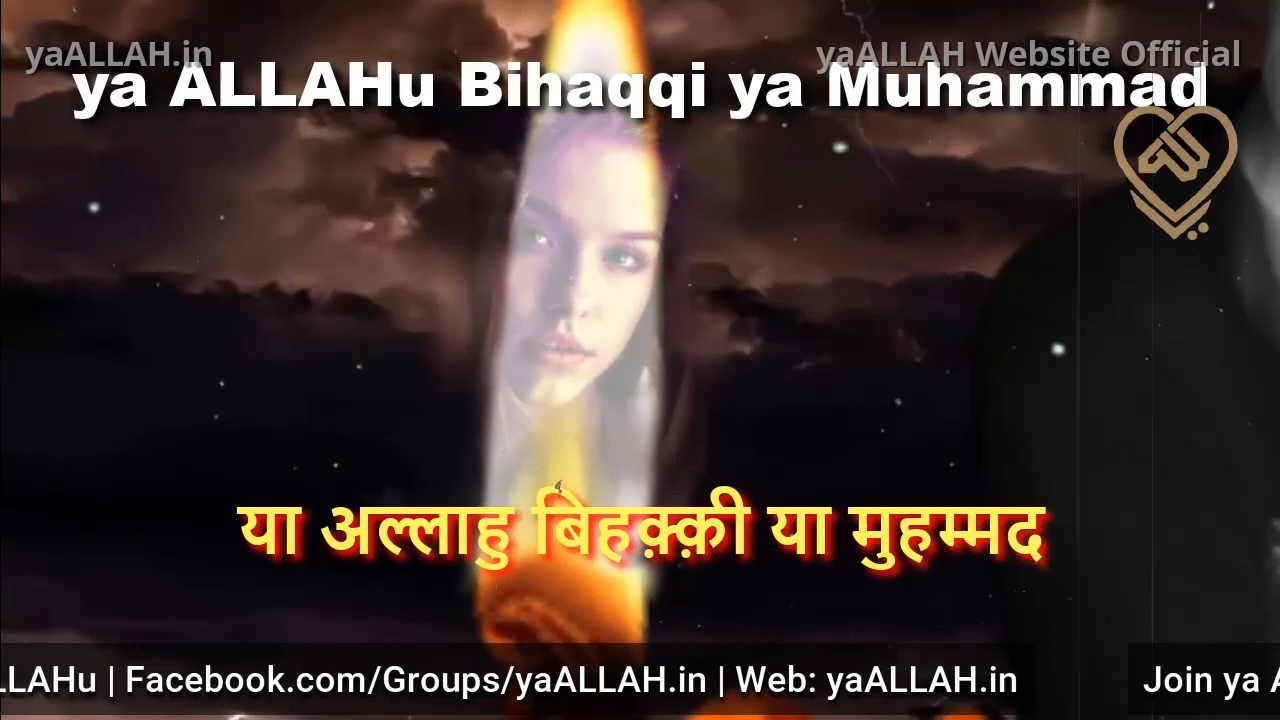 yaALLAH.in
yaALLAH Website Official
ya ALLAHu Bihaqqi ya Muhammad
या अल्लाहु बिहक़्क़ी या मुहम्मद
LLAHu | Facebook.com/Groups/yaALLAH.in | Web: yaALLAH.in
Join ya